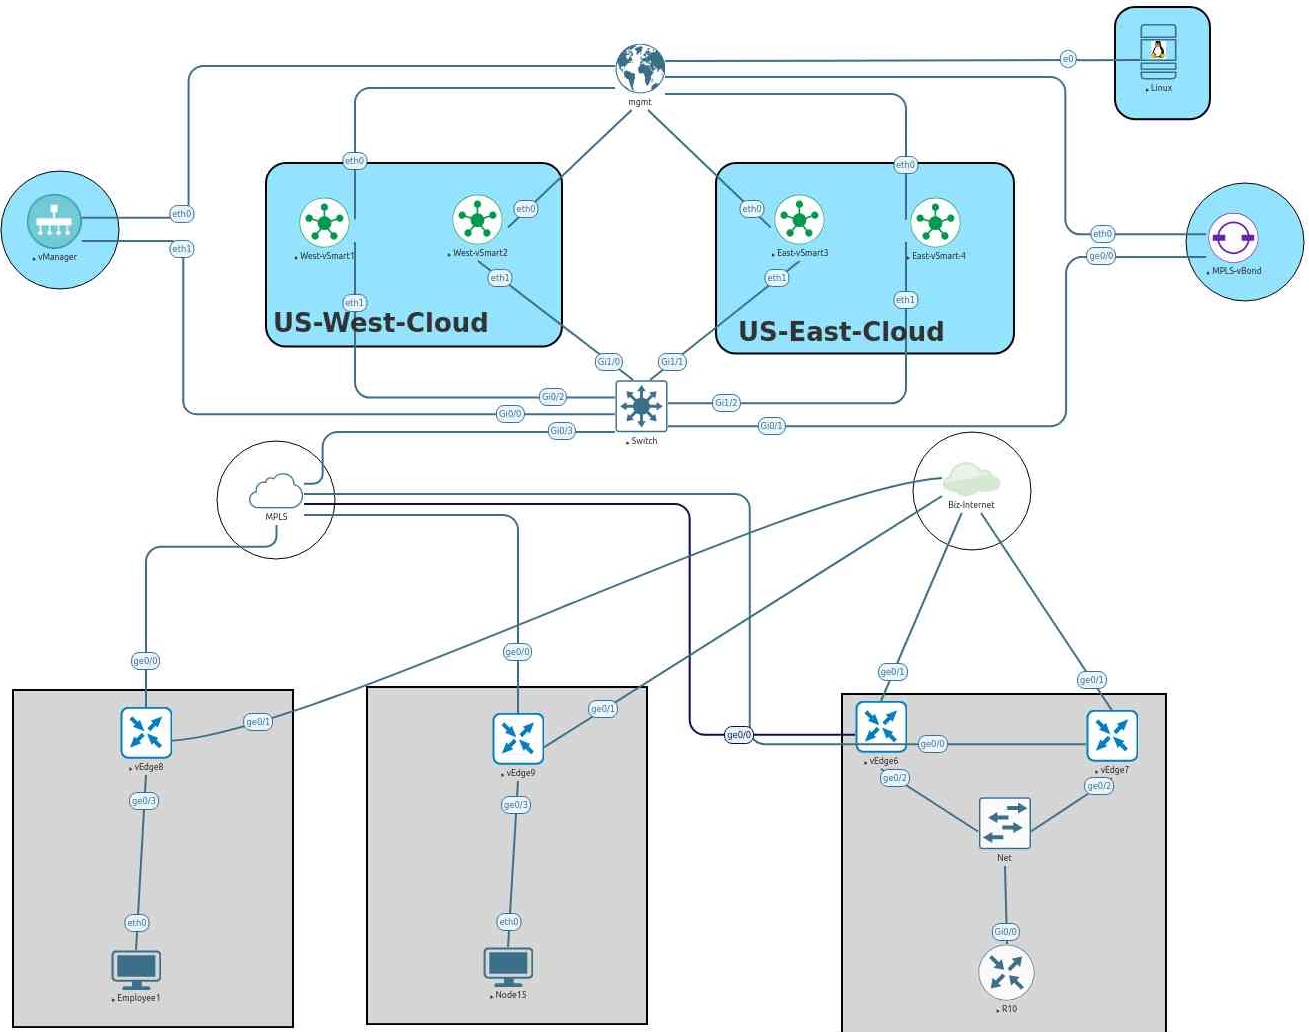 mgmt
e0
Linux
eth0
eth0
eth0
eth0
eth0
eth0
eth1
ge0/0
vManager
West-vSmart1
West-vSmart2
East-vSmart3
East-vSmart-4
MPLS-vBond
eth1
eth1
eth1
eth1
US-West-Cloud
US-East-Cloud
Gi1/0
Gi1/1
Gi0/2
Gi1/2
Gi0/0
Gi0/3
Gi0/1
Switch
MPLS
Biz-Internet
ge0/0
ge0/0
ge0/1
ge0/1
ge0/1
ge0/1
ge0/0
ge0/0
vEdge8
vEdge9
vEdge6
vEdge7
ge0/3
ge0/3
ge0/2
ge0/2
Net
eth0
eth0
Gi0/0
Employee1
Node15
R10